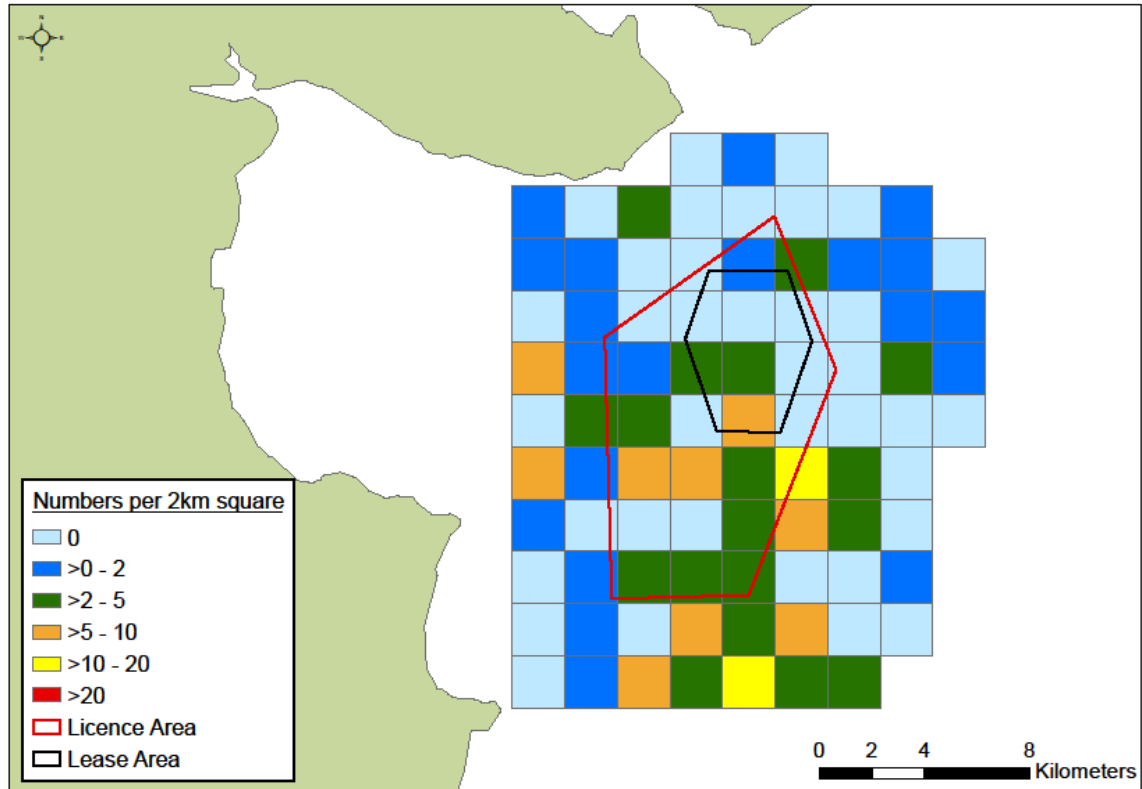 N
W E
S
Numbers per 2km square
0
>0 - 2
>2 - 5
>5 - 10
>10 - 20
>20
Licence Area
Lease Area
0 2 4 8
Kilometers